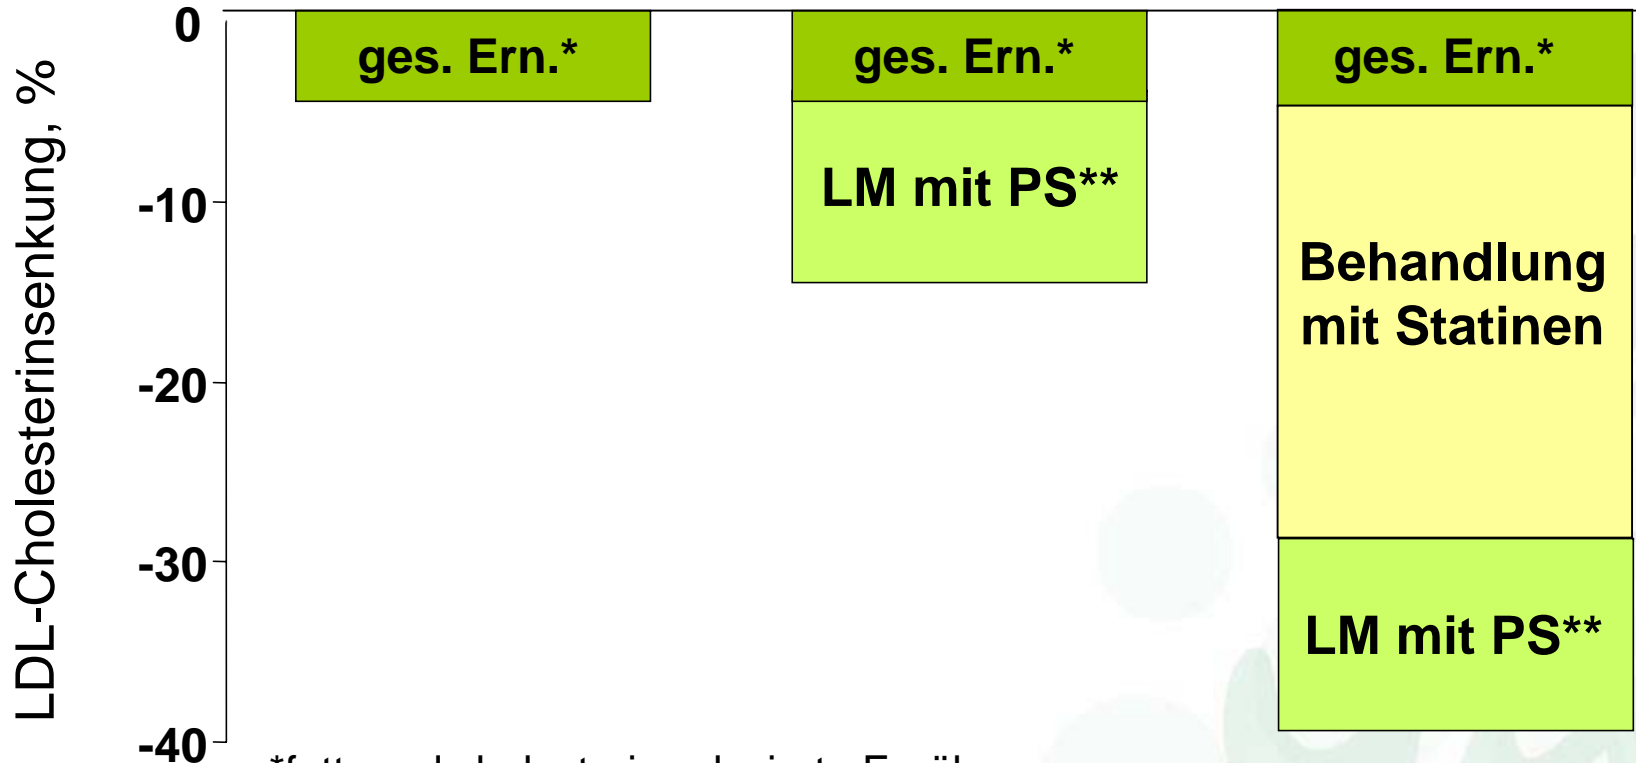 LDL-Cholesterinsenkung, %
0
-10
-20
-30
-40
ges. Ern.*
ges. Ern.*
LM mit PS**
ges. Ern.*
Behandlung
mit Statinen
LM mit PS**